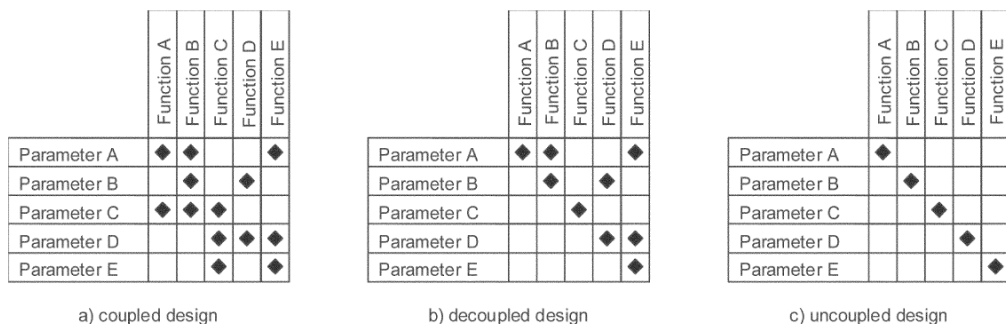 Function A
Function B
Function C
Function D
Function E
Parameter A
Parameter B
Parameter C
Parameter D
Parameter E
a) coupled design
Function A
Function B
Function C
Function D
Function E
Parameter A
Parameter B
Parameter C
Parameter D
Parameter E
b) decoupled design
Function A
Function B
Function C
Function D
Function E
Parameter A
Parameter B
Parameter C
Parameter D
Parameter E
c) uncoupled design